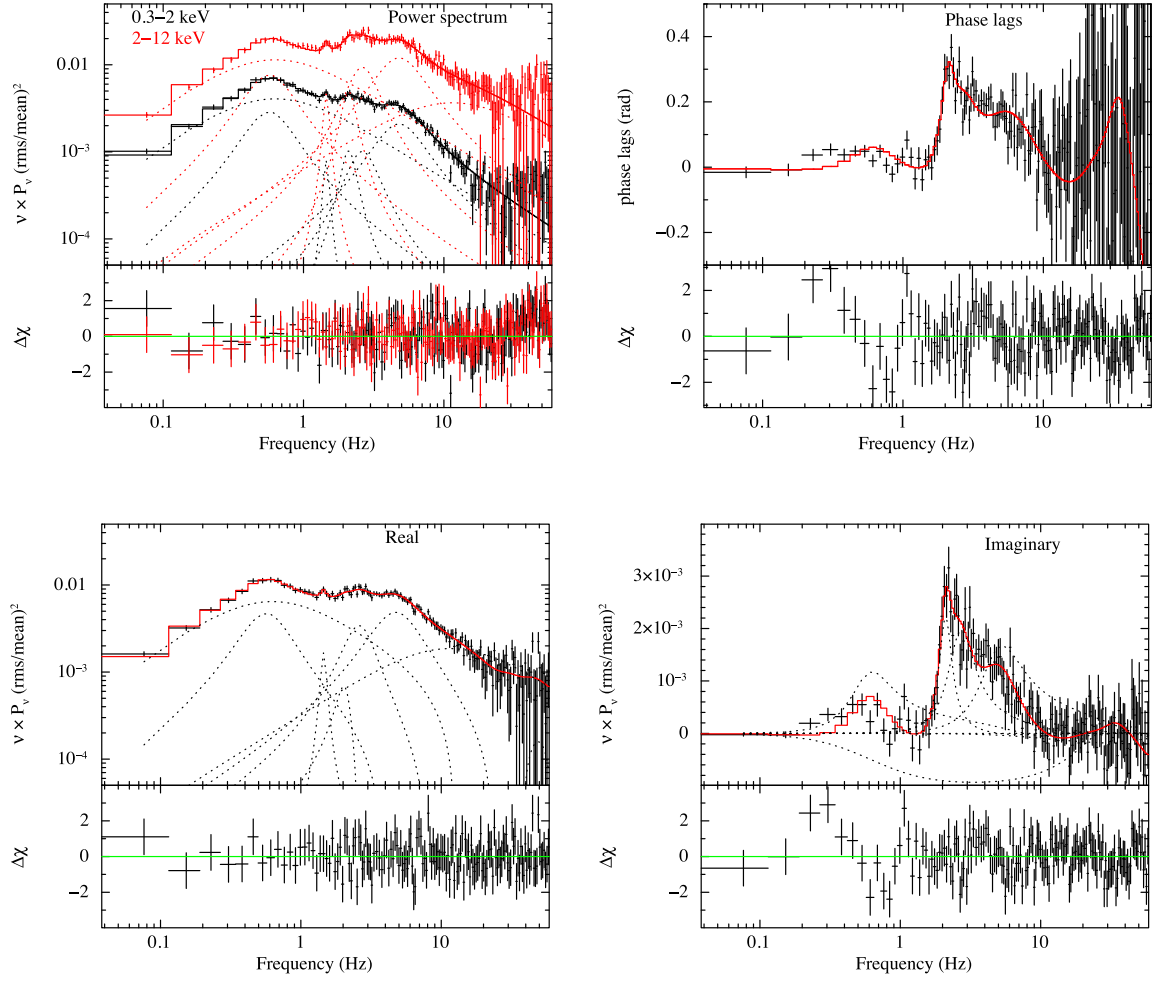 0.3−2 keV
Power spectrum
2−12 keV
0.01
10⁻³
10⁻⁴
ν × Pᵥ (rms/mean)²
2
0
−2
Δχ
0.1
1
10
Frequency (Hz)
Phase lags
0.4
0.2
0
−0.2
phase lags (rad)
2
0
−2
Δχ
0.1
1
10
Frequency (Hz)
Real
0.01
10⁻³
10⁻⁴
ν × Pᵥ (rms/mean)²
2
0
−2
Δχ
0.1
1
10
Frequency (Hz)
Imaginary
3×10⁻³
2×10⁻³
10⁻³
0
ν × Pᵥ (rms/mean)²
2
0
−2
Δχ
0.1
1
10
Frequency (Hz)